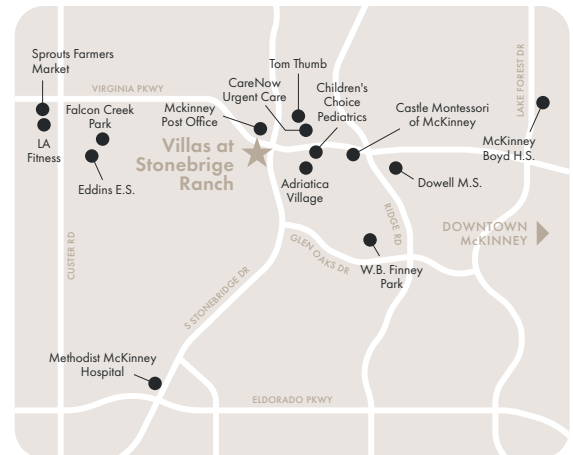 Sprouts Farmers
Market
Tom Thumb
CareNow
Urgent Care
Children's
Choice
Pediatrics
VIRGINIA PKWY
LAKE FOREST DR
Falcon Creek
Park
Mckinney
Post Office
Castle Montessori
of McKinney
McKinney
Boyd H.S.
LA
Fitness
Villas at
Stonebrige
Ranch
Eddins E.S.
Adriatica
Village
Dowell M.S.
RIDGE RD
DOWNTOWN
McKINNEY
CUSTER RD
GLEN OAKS DR
W.B. Finney
Park
S STONEBRIDGE DR
Methodist McKinney
Hospital
ELDORADO PKWY